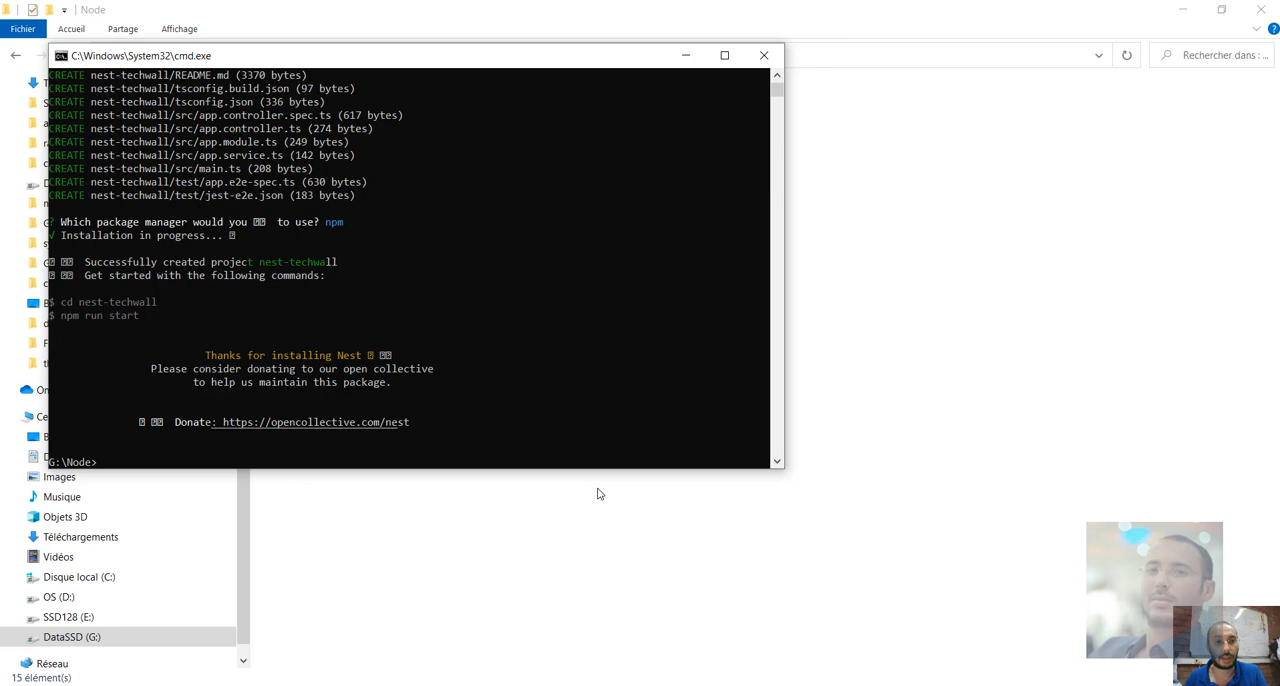 Node
Fichier
Accueil
Partage
Affichage
Rechercher dans : ...
C:\Windows\System32\cmd.exe
CREATE nest-techwall/README.md (3370 bytes)
CREATE nest-techwall/tsconfig.build.json (97 bytes)
CREATE nest-techwall/tsconfig.json (336 bytes)
CREATE nest-techwall/src/app.controller.spec.ts (617 bytes)
CREATE nest-techwall/src/app.controller.ts (274 bytes)
CREATE nest-techwall/src/app.module.ts (249 bytes)
CREATE nest-techwall/src/app.service.ts (142 bytes)
CREATE nest-techwall/src/main.ts (208 bytes)
CREATE nest-techwall/test/app.e2e-spec.ts (630 bytes)
CREATE nest-techwall/test/jest-e2e.json (183 bytes)
? Which package manager would you to use? npm
√ Installation in progress...
Successfully created project nest-techwall
Get started with the following commands:
$ cd nest-techwall
$ npm run start
Thanks for installing Nest
Please consider donating to our open collective
to help us maintain this package.
Donate: https://opencollective.com/nest
G:\Node>
Images
Musique
Objets 3D
Téléchargements
Vidéos
Disque local (C:)
OS (D:)
SSD128 (E:)
DataSSD (G:)
Réseau
15 élément(s)